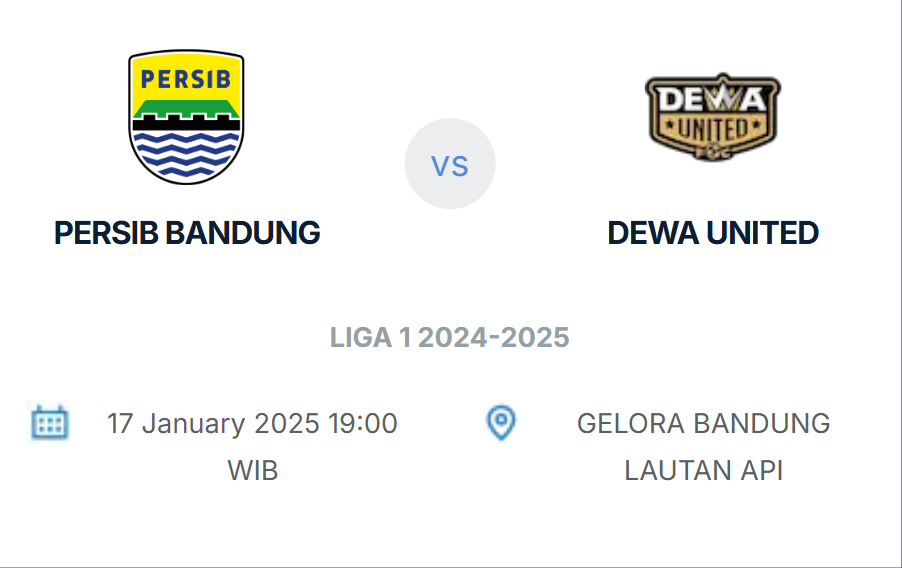 PERSIB
DEWA
UNITED
FC
VS
PERSIB BANDUNG
DEWA UNITED
LIGA 1 2024-2025
17 January 2025 19:00
WIB
GELORA BANDUNG
LAUTAN API